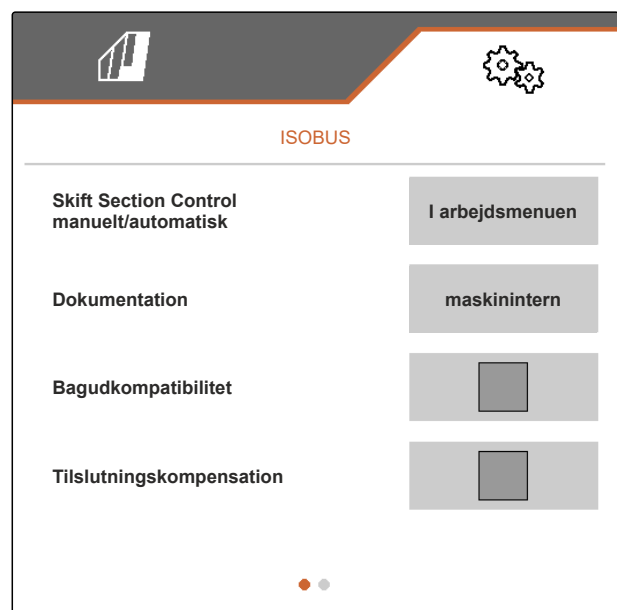 ISOBUS
Skift Section Control
manuelt/automatisk
I arbejdsmenuen
Dokumentation
maskinintern
Bagudkompatibilitet
Tilslutningskompensation